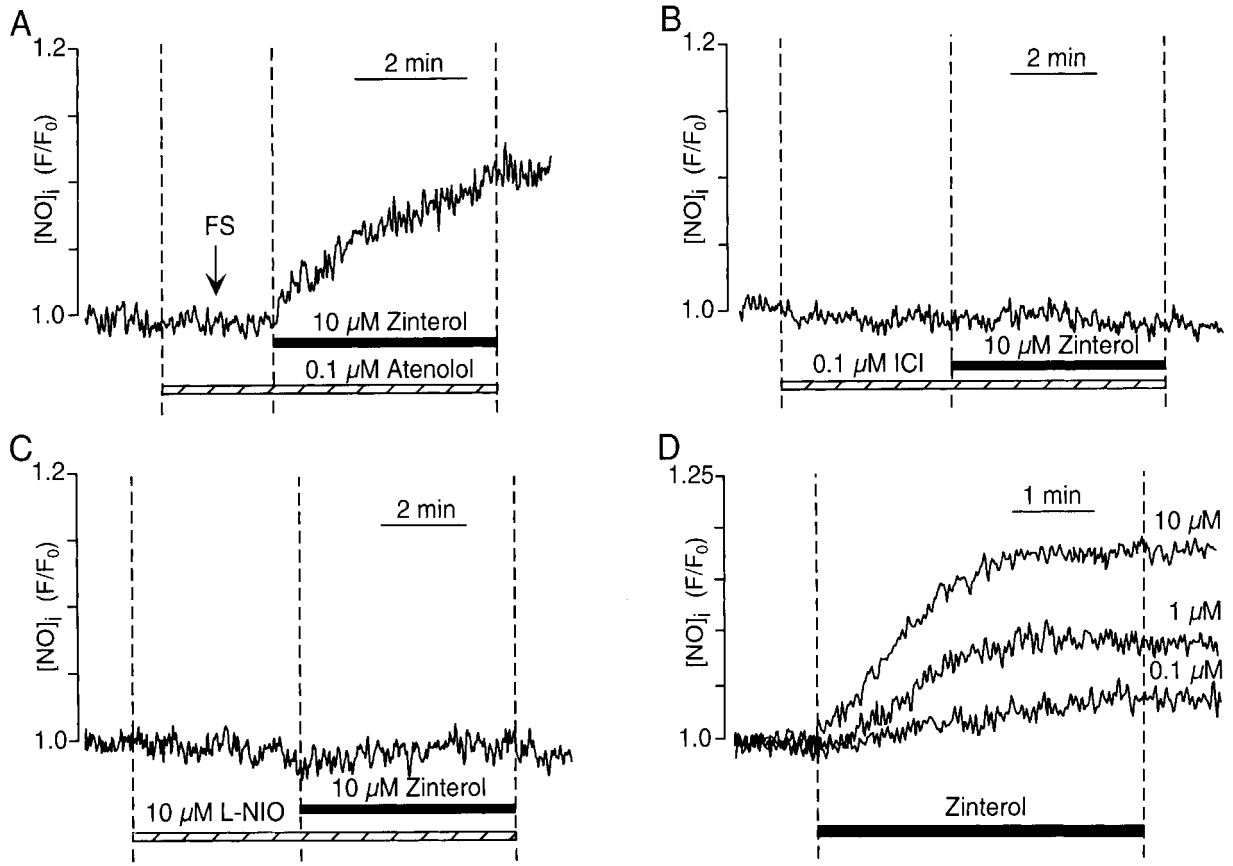 A
1.2
2 min
[NO]i (F/F0)
FS
1.0
10 µM Zinterol
0.1 µM Atenolol
B
1.2
2 min
[NO]i (F/F0)
1.0
10 µM Zinterol
0.1 µM ICI
C
1.2
2 min
[NO]i (F/F0)
1.0
10 µM Zinterol
10 µM L-NIO
D
1.25
1 min
10 µM
[NO]i (F/F0)
1 µM
0.1 µM
1.0
Zinterol